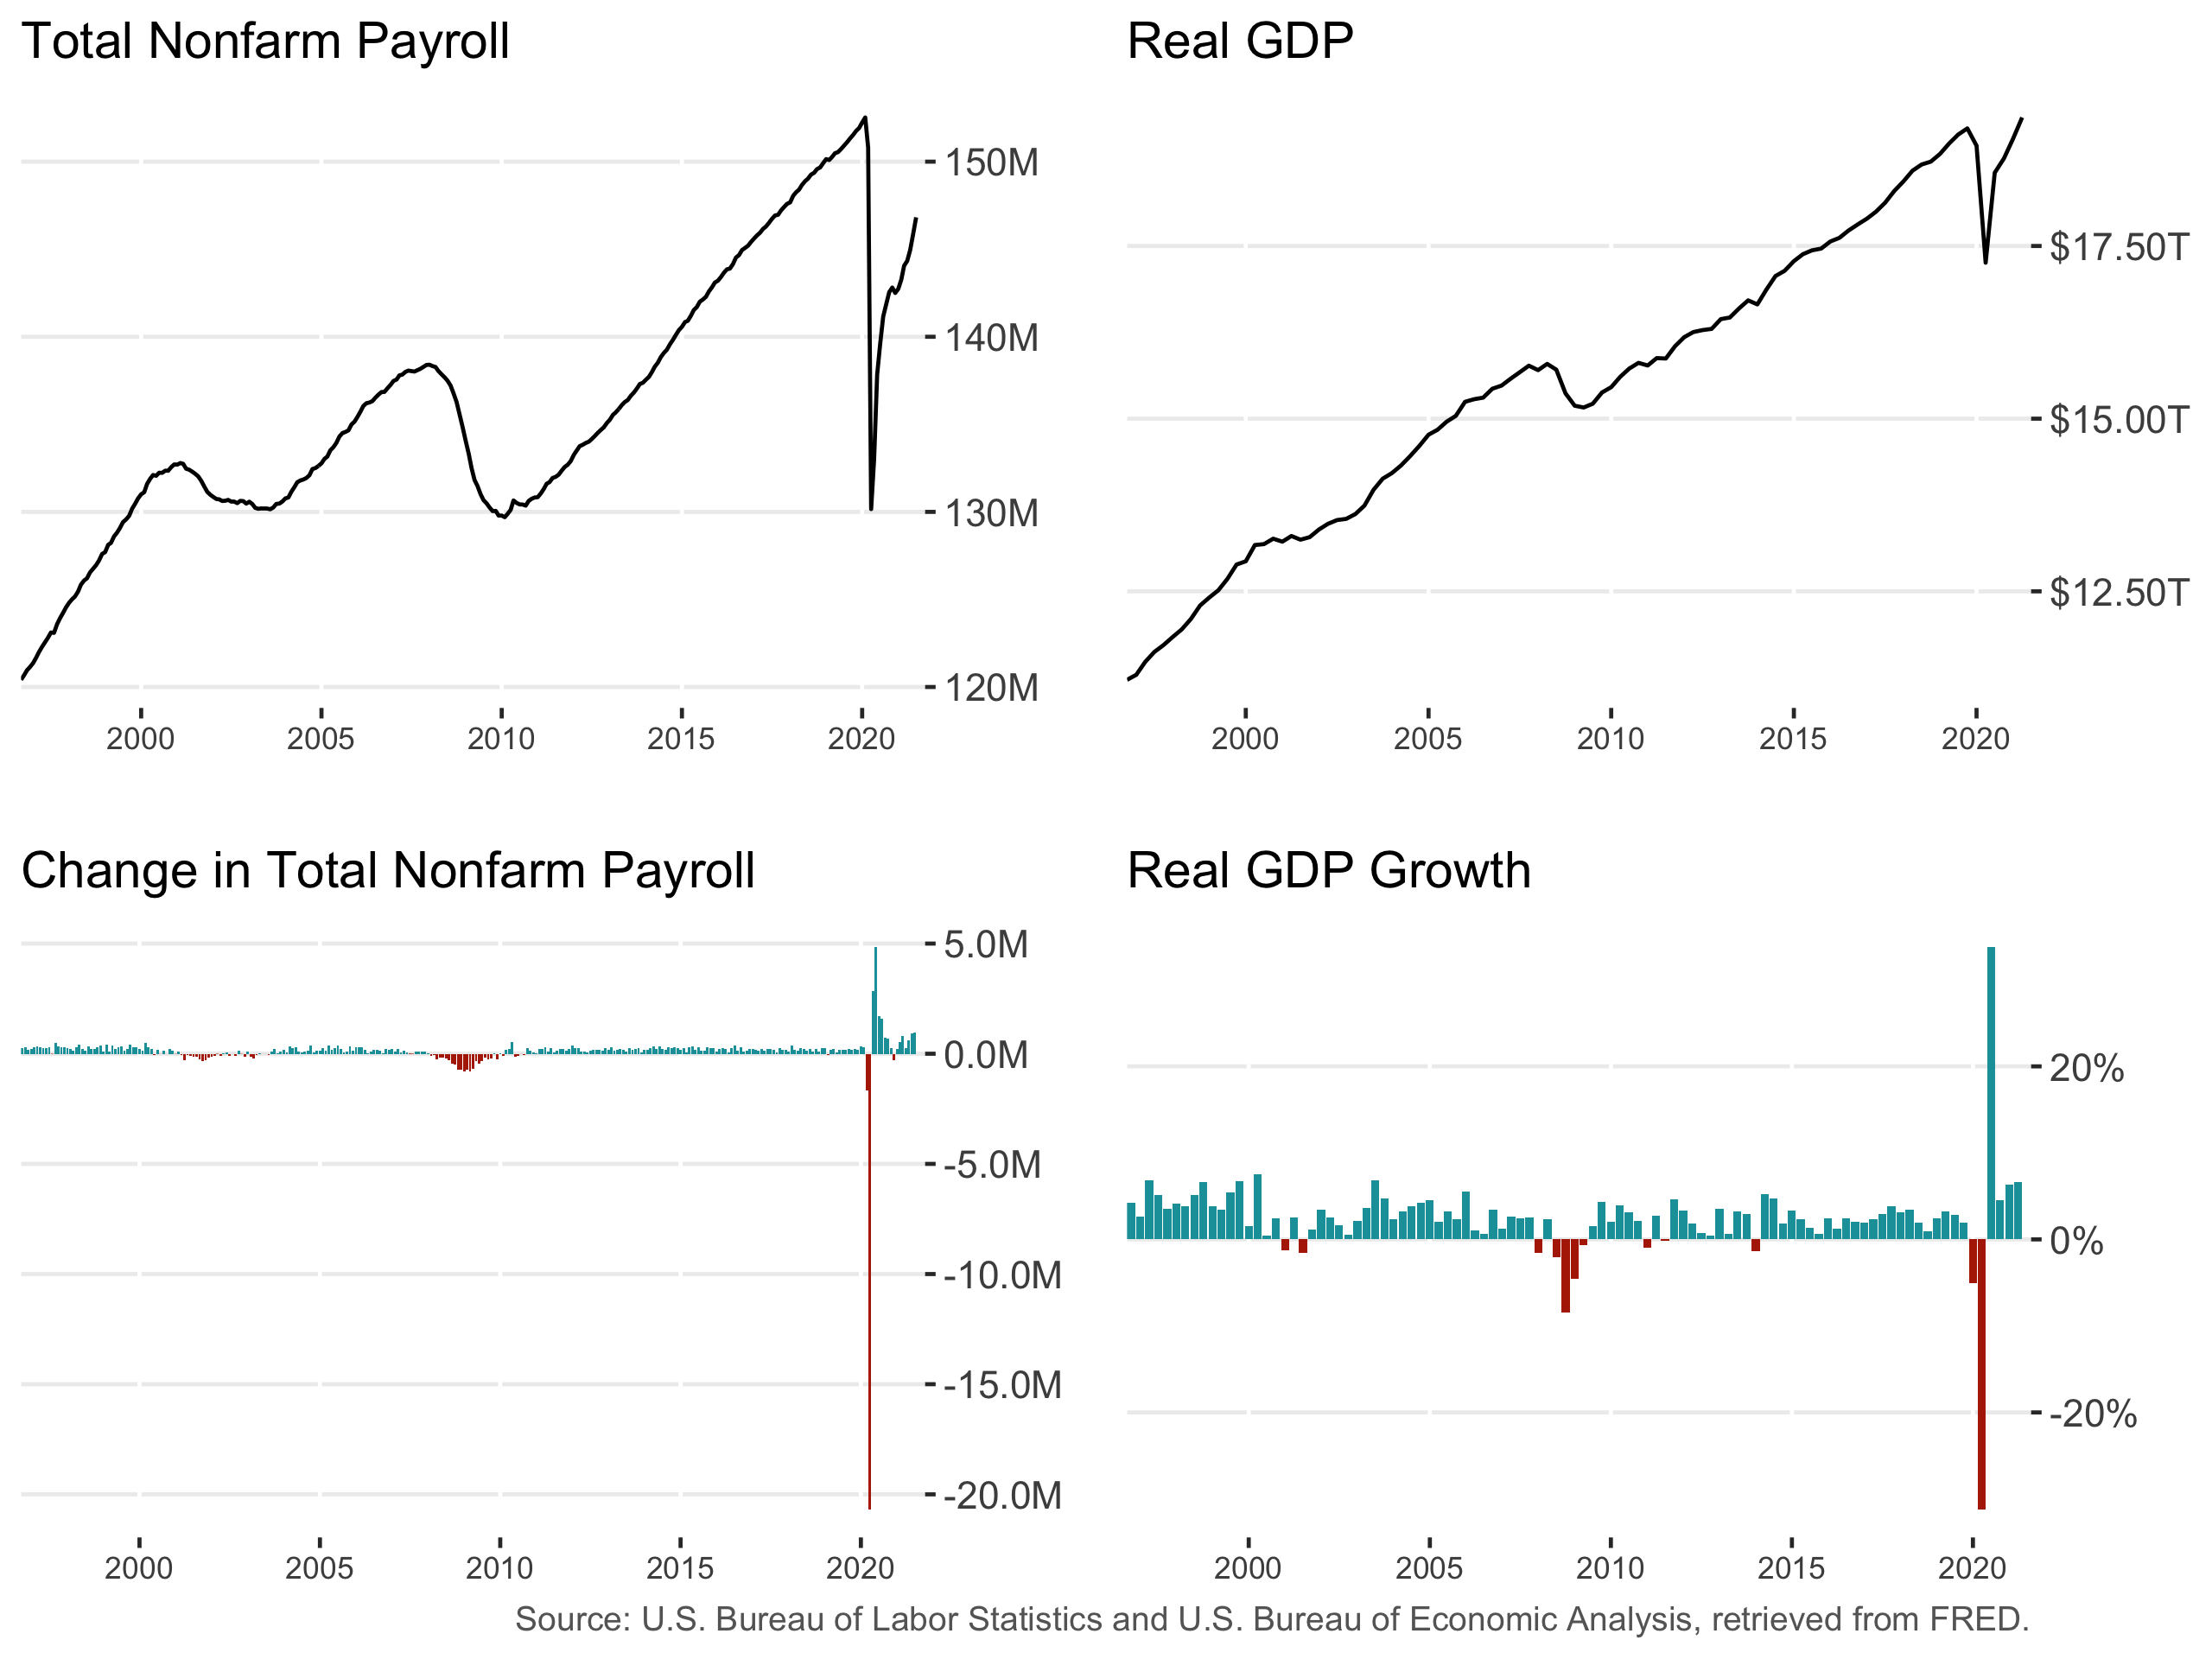 Total Nonfarm Payroll
150M
140M
130M
120M
2000 2005 2010 2015 2020
Real GDP
$17.50T
$15.00T
$12.50T
2000 2005 2010 2015 2020
Change in Total Nonfarm Payroll
5.0M
0.0M
-5.0M
-10.0M
-15.0M
-20.0M
2000 2005 2010 2015 2020
Real GDP Growth
20%
0%
-20%
2000 2005 2010 2015 2020
Source: U.S. Bureau of Labor Statistics and U.S. Bureau of Economic Analysis, retrieved from FRED.